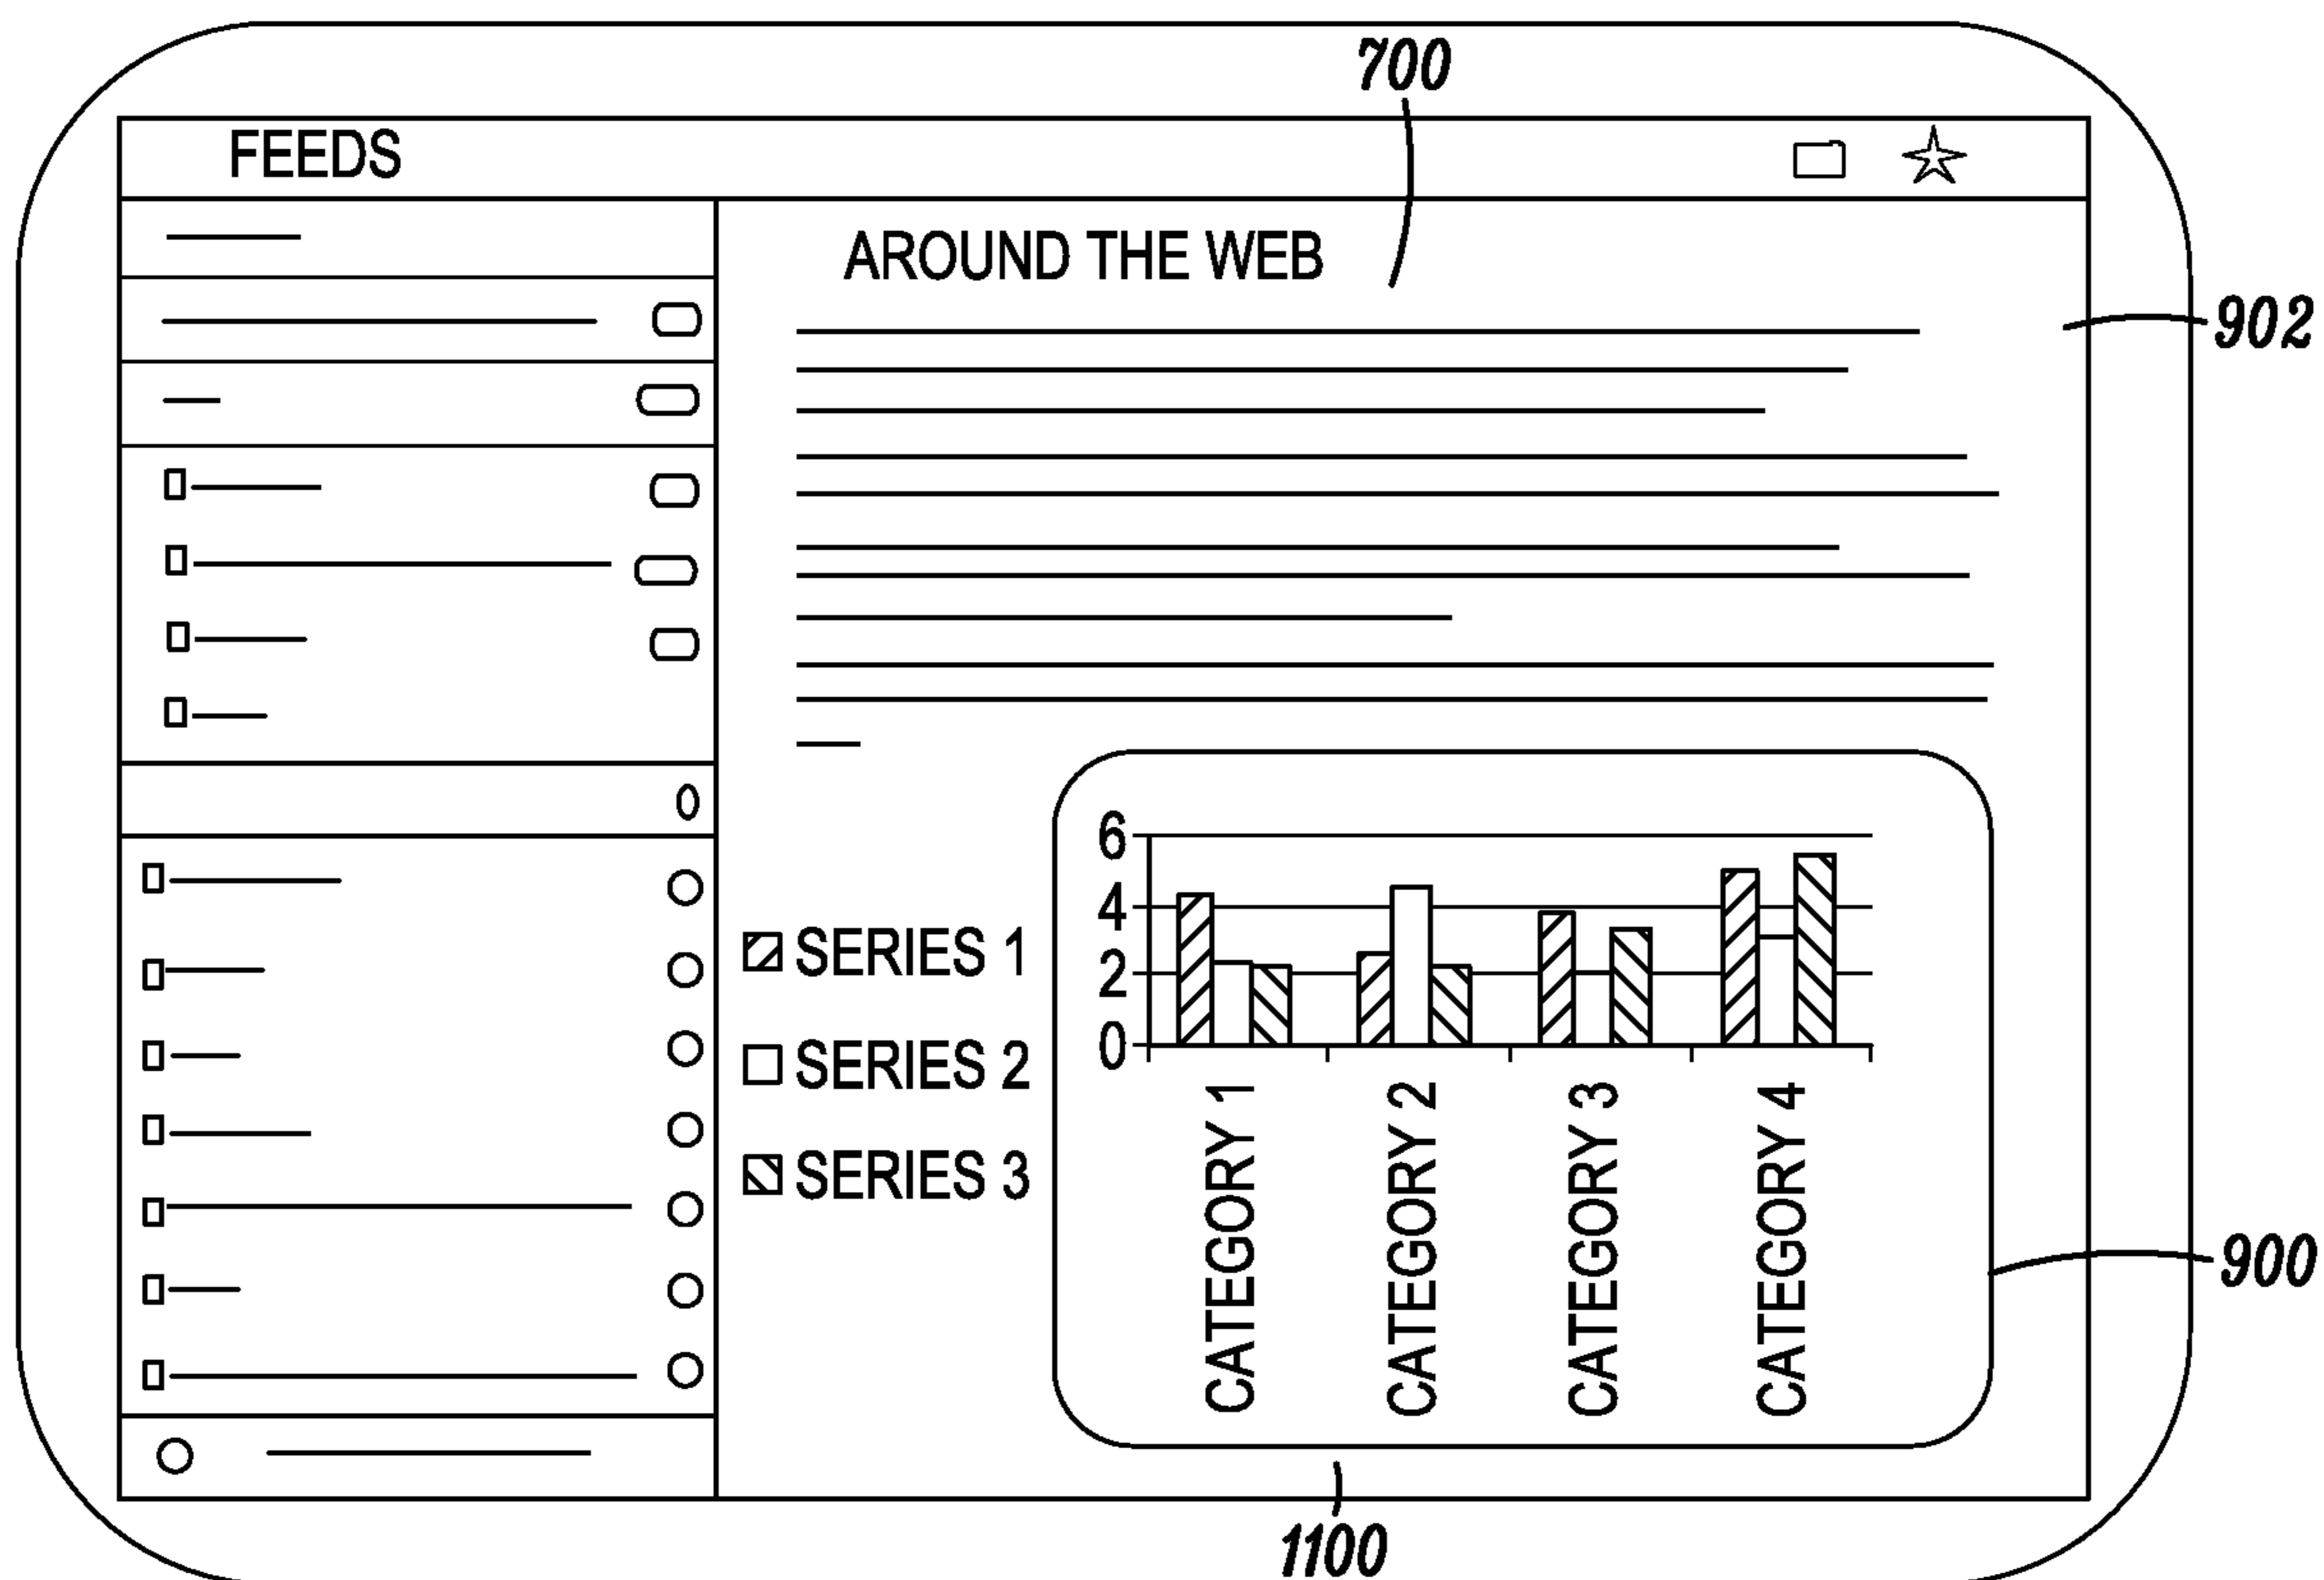 700
FEEDS
AROUND THE WEB
902
6
4
2
0
SERIES 1
SERIES 2
SERIES 3
CATEGORY 1
CATEGORY 2
CATEGORY 3
CATEGORY 4
900
1100